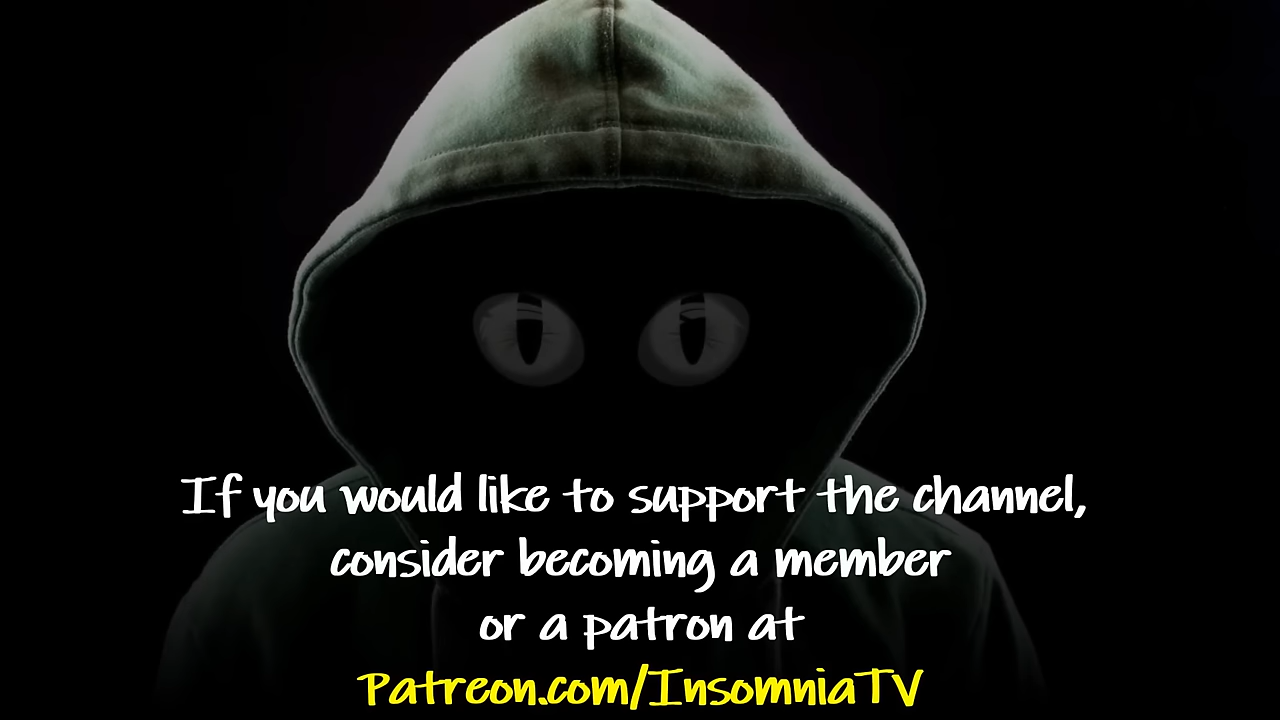 If you would like to support the channel,
consider becoming a member
or a patron at
Patreon.com/InsomniaTV